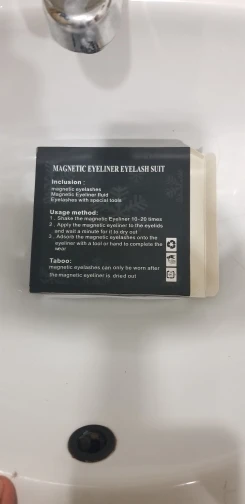 MAGNETIC EYELINER EYELASH SUIT
Inclusion:
magnetic eyelashes
Magnetic Eyeliner fluid
Eyelashes with special tools
Usage method:
1. Shake the magnetic Eyeliner 10-20 times
2. Apply the magnetic eyeliner to the eyelids
and wait a minute for it to dry out
3. Adsorb the magnetic eyelashes onto the
eyeliner with a tool or hand to complete the
wear
Taboo:
magnetic eyelashes can only be worn after
the magnetic eyeliner is dried out